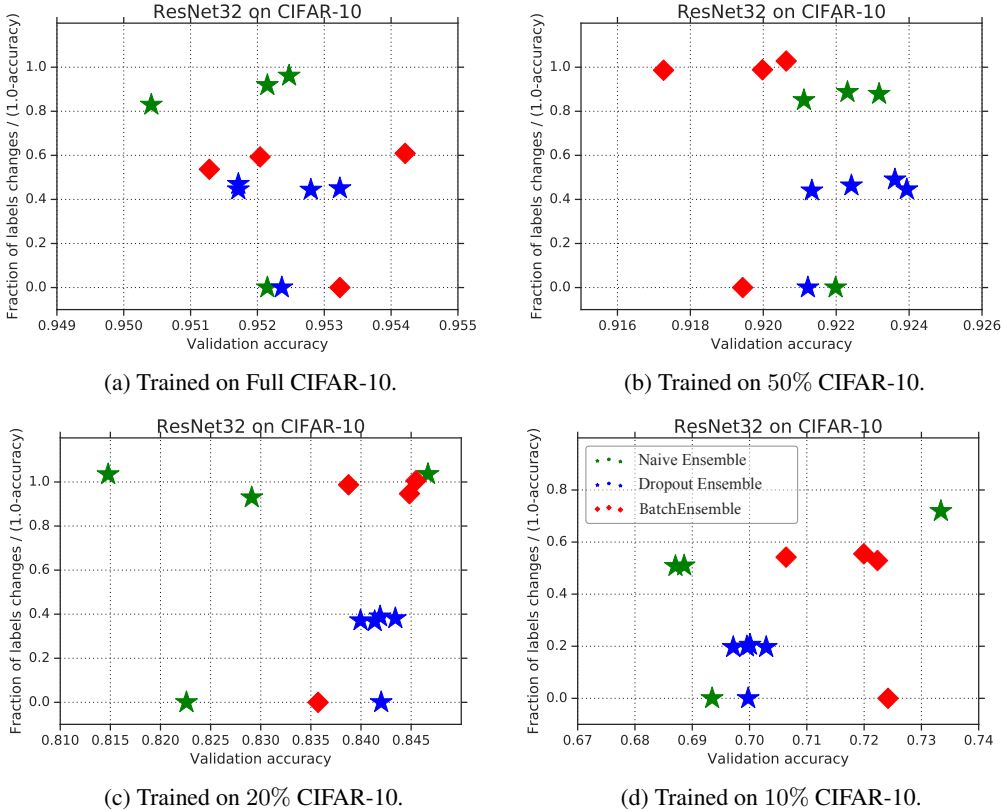 ResNet32 on CIFAR-10
Fraction of labels changes / (1.0-accuracy)
1.0
0.8
0.6
0.4
0.2
0.0
0.949 0.950 0.951 0.952 0.953 0.954 0.955
Validation accuracy
(a) Trained on Full CIFAR-10.
ResNet32 on CIFAR-10
Fraction of labels changes / (1.0-accuracy)
1.0
0.8
0.6
0.4
0.2
0.0
0.916 0.918 0.920 0.922 0.924 0.926
Validation accuracy
(b) Trained on 50% CIFAR-10.
ResNet32 on CIFAR-10
Fraction of labels changes / (1.0-accuracy)
1.0
0.8
0.6
0.4
0.2
0.0
0.810 0.815 0.820 0.825 0.830 0.835 0.840 0.845
Validation accuracy
(c) Trained on 20% CIFAR-10.
ResNet32 on CIFAR-10
Fraction of labels changes / (1.0-accuracy)
Naive Ensemble
Dropout Ensemble
BatchEnsemble
0.8
0.6
0.4
0.2
0.0
0.67 0.68 0.69 0.70 0.71 0.72 0.73 0.74
Validation accuracy
(d) Trained on 10% CIFAR-10.